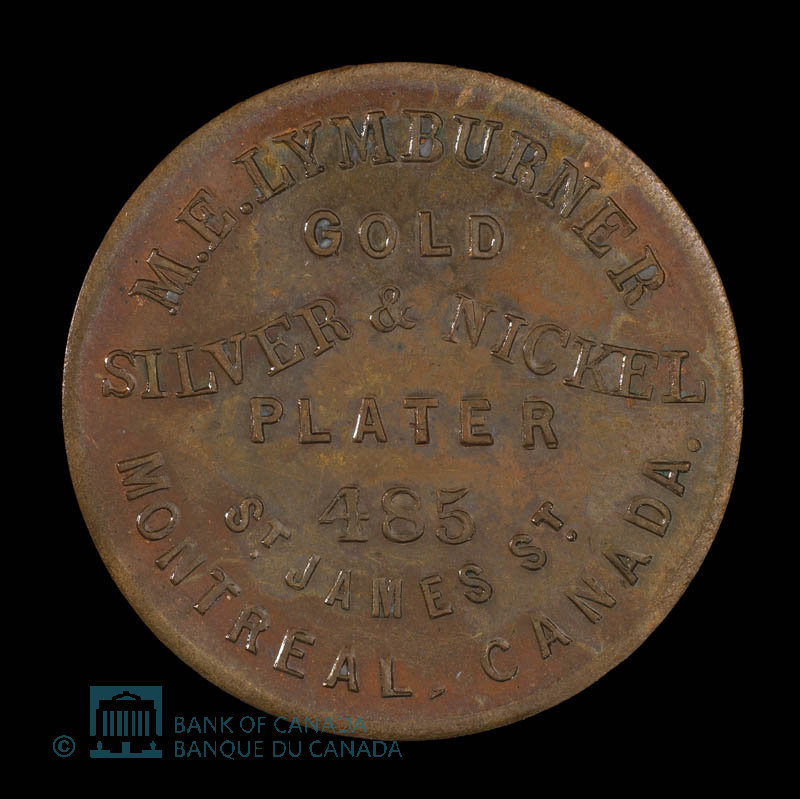 M.E. LYMBURNER
GOLD
SILVER & NICKEL
PLATER
485
ST. JAMES ST.
MONTREAL, CANADA.
© BANK OF CANADA
BANQUE DU CANADA